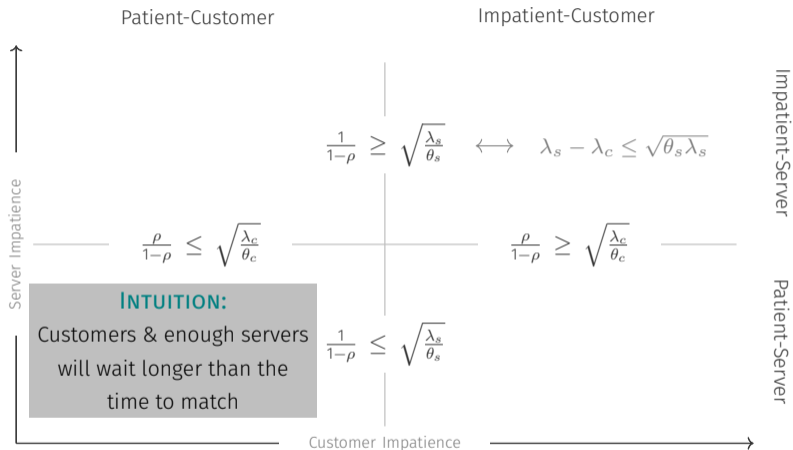 Patient-Customer
Impatient-Customer
Impatient-Server
Server Impatience
1/(1−ρ) ≥ √(λ_s/θ_s) ⟷ λ_s − λ_c ≤ √(θ_s λ_s)
ρ/(1−ρ) ≤ √(λ_c/θ_c)
ρ/(1−ρ) ≥ √(λ_c/θ_c)
INTUITION:
Customers & enough servers
will wait longer than the
time to match
1/(1−ρ) ≤ √(λ_s/θ_s)
Patient-Server
Customer Impatience